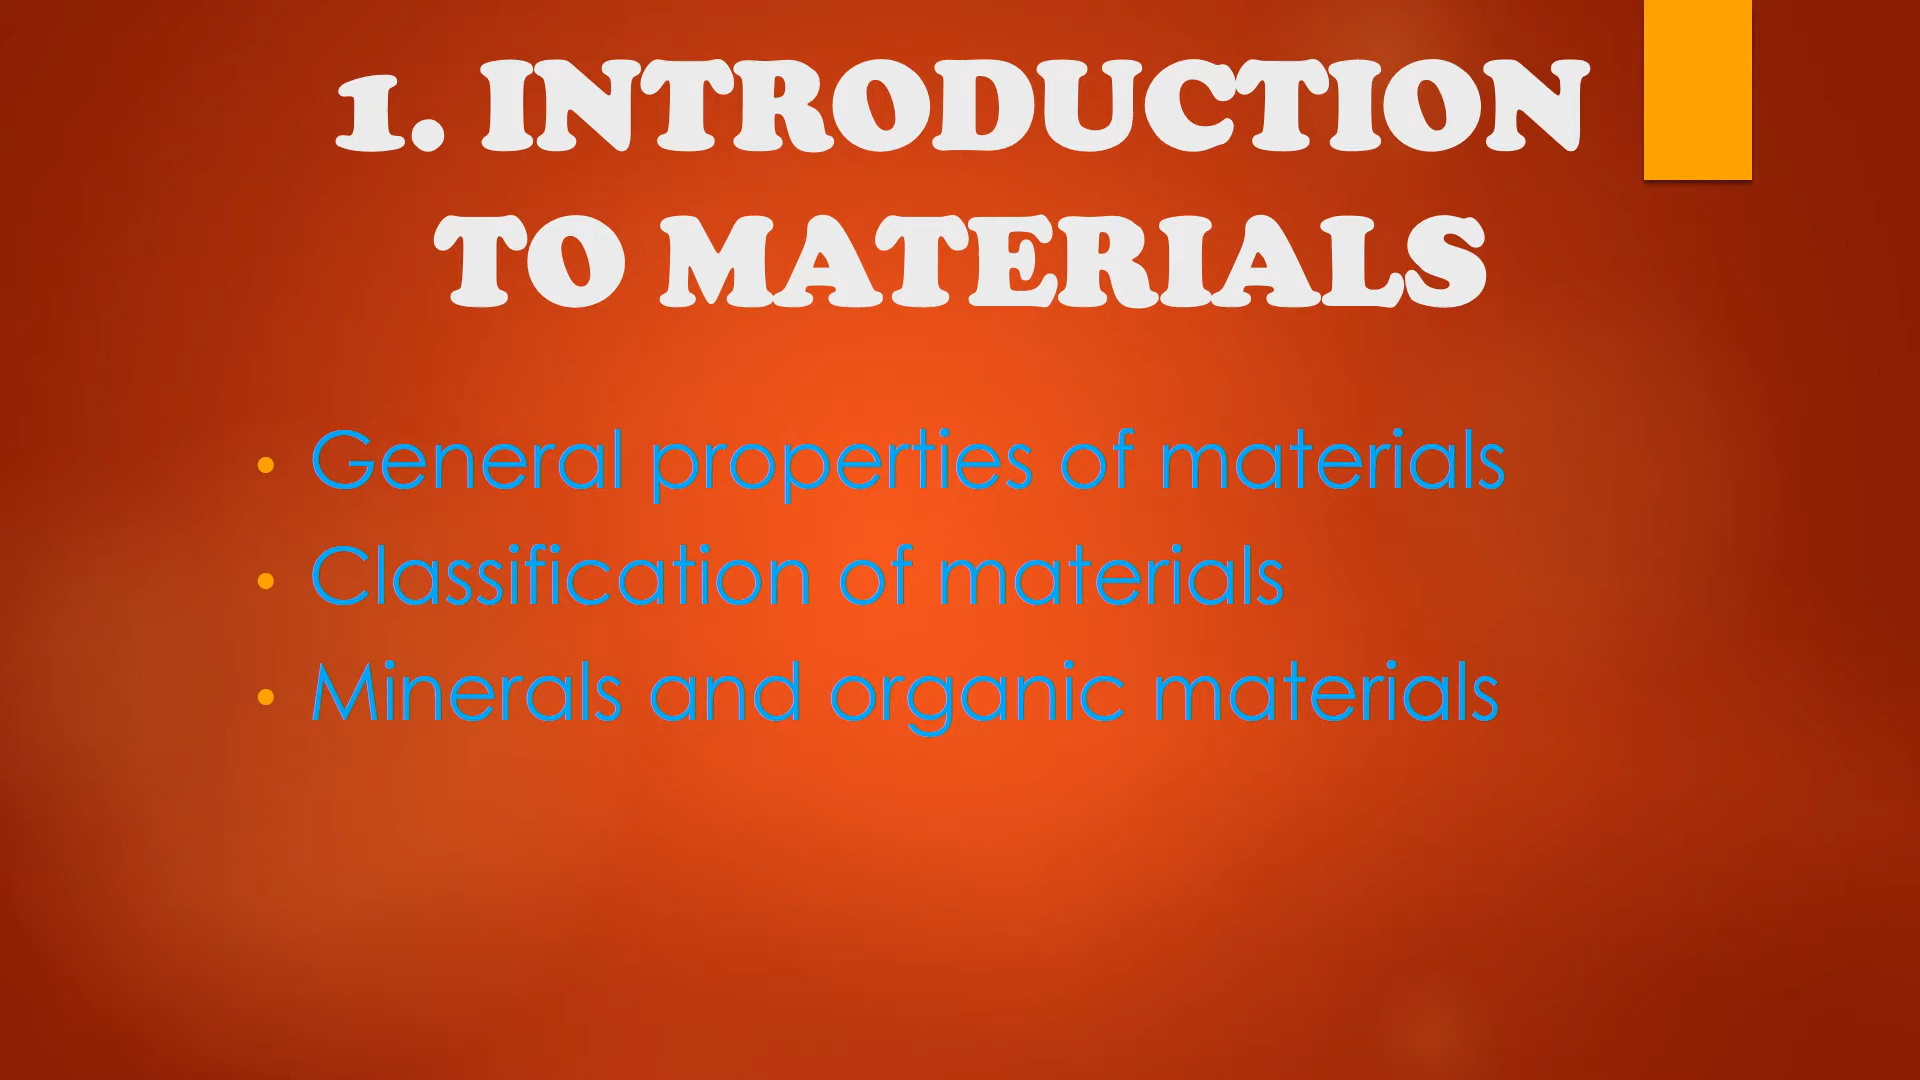 1. INTRODUCTION
TO MATERIALS
• General properties of materials
• Classification of materials
• Minerals and organic materials